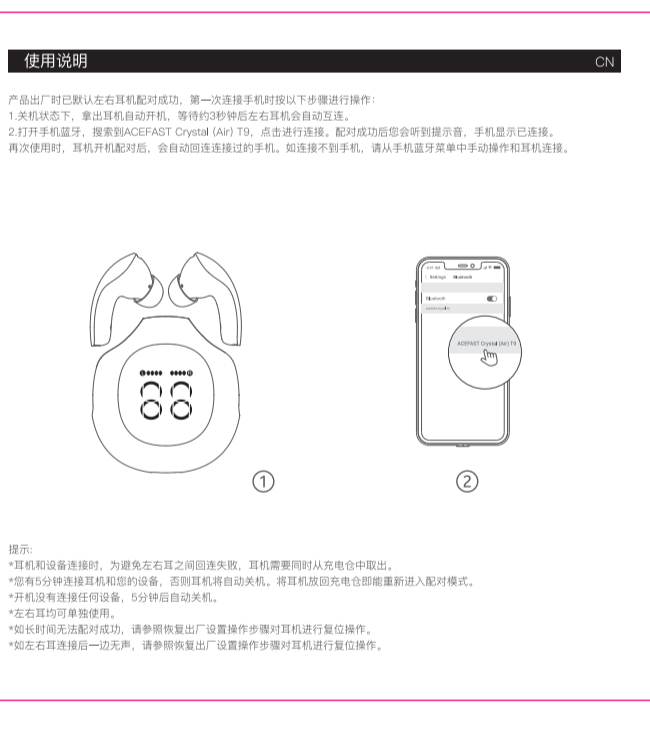 使用说明
CN
产品出厂时已默认左右耳机配对成功，第一次连接手机时按以下步骤进行操作：
1.关机状态下，拿出耳机自动开机，等待约3秒钟后左右耳机会自动互连。
2.打开手机蓝牙，搜索到ACEFAST Crystal (Air) T9，点击进行连接。配对成功后您会听到提示音，手机显示已连接。
再次使用时，耳机开机配对后，会自动回连连接过的手机。如连接不到手机，请从手机蓝牙菜单中手动操作和耳机连接。
Settings Bluetooth
Bluetooth
ACEFAST Crystal (Air) T9
L R
88
① ②
提示:
*耳机和设备连接时，为避免左右耳之间回连失败，耳机需要同时从充电仓中取出。
*您有5分钟连接耳机和您的设备，否则耳机将自动关机。将耳机放回充电仓即能重新进入配对模式。
*开机没有连接任何设备，5分钟后自动关机。
*左右耳均可单独使用。
*如长时间无法配对成功，请参照恢复出厂设置操作步骤对耳机进行复位操作。
*如左右耳连接后一边无声，请参照恢复出厂设置操作步骤对耳机进行复位操作。